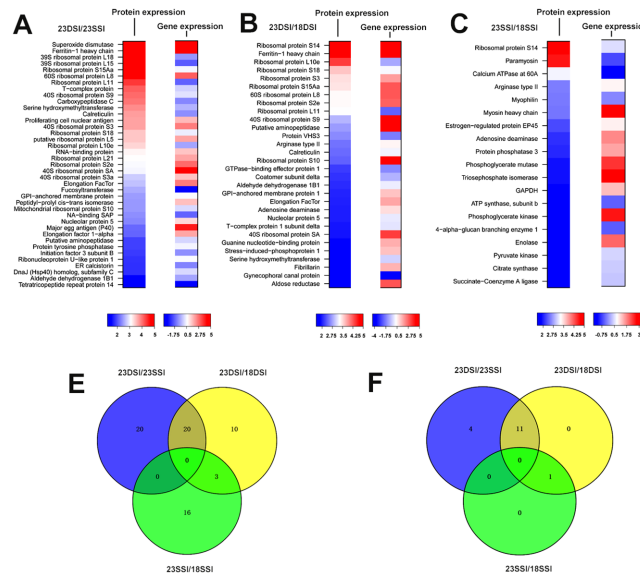 A
23DSI/23SSI
Protein expression
Gene expression
Superoxide dismutase
Ferritin-1 heavy chain
39S ribosomal protein L18
39S ribosomal protein L15
Ribosomal protein S15Aa
60S ribosomal protein L8
Ribosomal protein L11
T-complex protein
40S ribosomal protein S9
Carboxypeptidase C
Serine hydroxymethyltransferase
Calreticulin
Proliferating cell nuclear antigen
40S ribosomal protein S3
Ribosomal protein S18
putative ribosomal protein L5
Ribosomal protein L10e
RNA-binding protein
Ribosomal protein L21
Ribosomal protein S2e
40S ribosomal protein SA
40S ribosomal protein S3a
Elongation FacTor
Fucosyltransferase
GPI-anchored membrane protein
Peptidyl-prolyl cis-trans isomerase
Mitochondrial ribosomal protein S10
NA-binding SAP
Nucleolar protein 5
Major egg antigen (P40)
Elongation factor 1-alpha
Putative aminopeptidase
Protein tyrosine phosphatase
Initiation factor 3 subunit B
Ribonucleoprotein U-like protein 1
ER calcistorin
DnaJ (Hsp40) homolog, subfamily C
Aldehyde dehydrogenase 1B1
Tetratricopeptide repeat protein 14
2 3 4 5
-1.75 0.5 2.75 5
B
23DSI/18DSI
Protein expression
Gene expression
Ribosomal protein S14
Ferritin-1 heavy chain
Ribosomal protein L10e
Ribosomal protein S18
Ribosomal protein S3
Ribosomal protein S15Aa
60S ribosomal protein L8
Ribosomal protein S2e
Ribosomal protein L11
40S ribosomal protein S9
Putative aminopeptidase
Protein VHS3
Arginase type II
Calreticulin
Ribosomal protein S10
GTPase-binding effector protein 1
Coatomer subunit delta
Aldehyde dehydrogenase 1B1
GPI-anchored membrane protein 1
Elongation FacTor
Adenosine deaminase
Nucleolar protein 5
T-complex protein 1 subunit delta
40S ribosomal protein SA
Guanine nucleotide-binding protein
Stress-induced-phosphoprotein 1
Serine hydroxymethyltransferase
Fibrillarin
Gynecophoral canal protein
Aldose reductase
2 2.75 3.5 4.25 5
-4 -1.75 0.5 2.75 5
C
23SSI/18SSI
Protein expression
Gene expression
Ribosomal protein S14
Paramyosin
Calcium ATPase at 60A
Arginase type II
Myophilin
Myosin heavy chain
Estrogen-regulated protein EP45
Adenosine deaminase
Protein phosphatase 3
Phosphoglycerate mutase
Triosephosphate isomerase
GAPDH
ATP synthase, subunit b
Phosphoglycerate kinase
4-alpha-glucan branching enzyme 1
Enolase
Pyruvate kinase
Citrate synthase
Succinate-Coenzyme A ligase
2 2.75 3.5 4.25 5
-2 -0.75 0.5 1.75 3
E
23DSI/23SSI
23DSI/18DSI
20
20
10
0
0
3
16
23SSI/18SSI
F
23DSI/23SSI
23DSI/18DSI
4
11
0
0
0
1
0
23SSI/18SSI